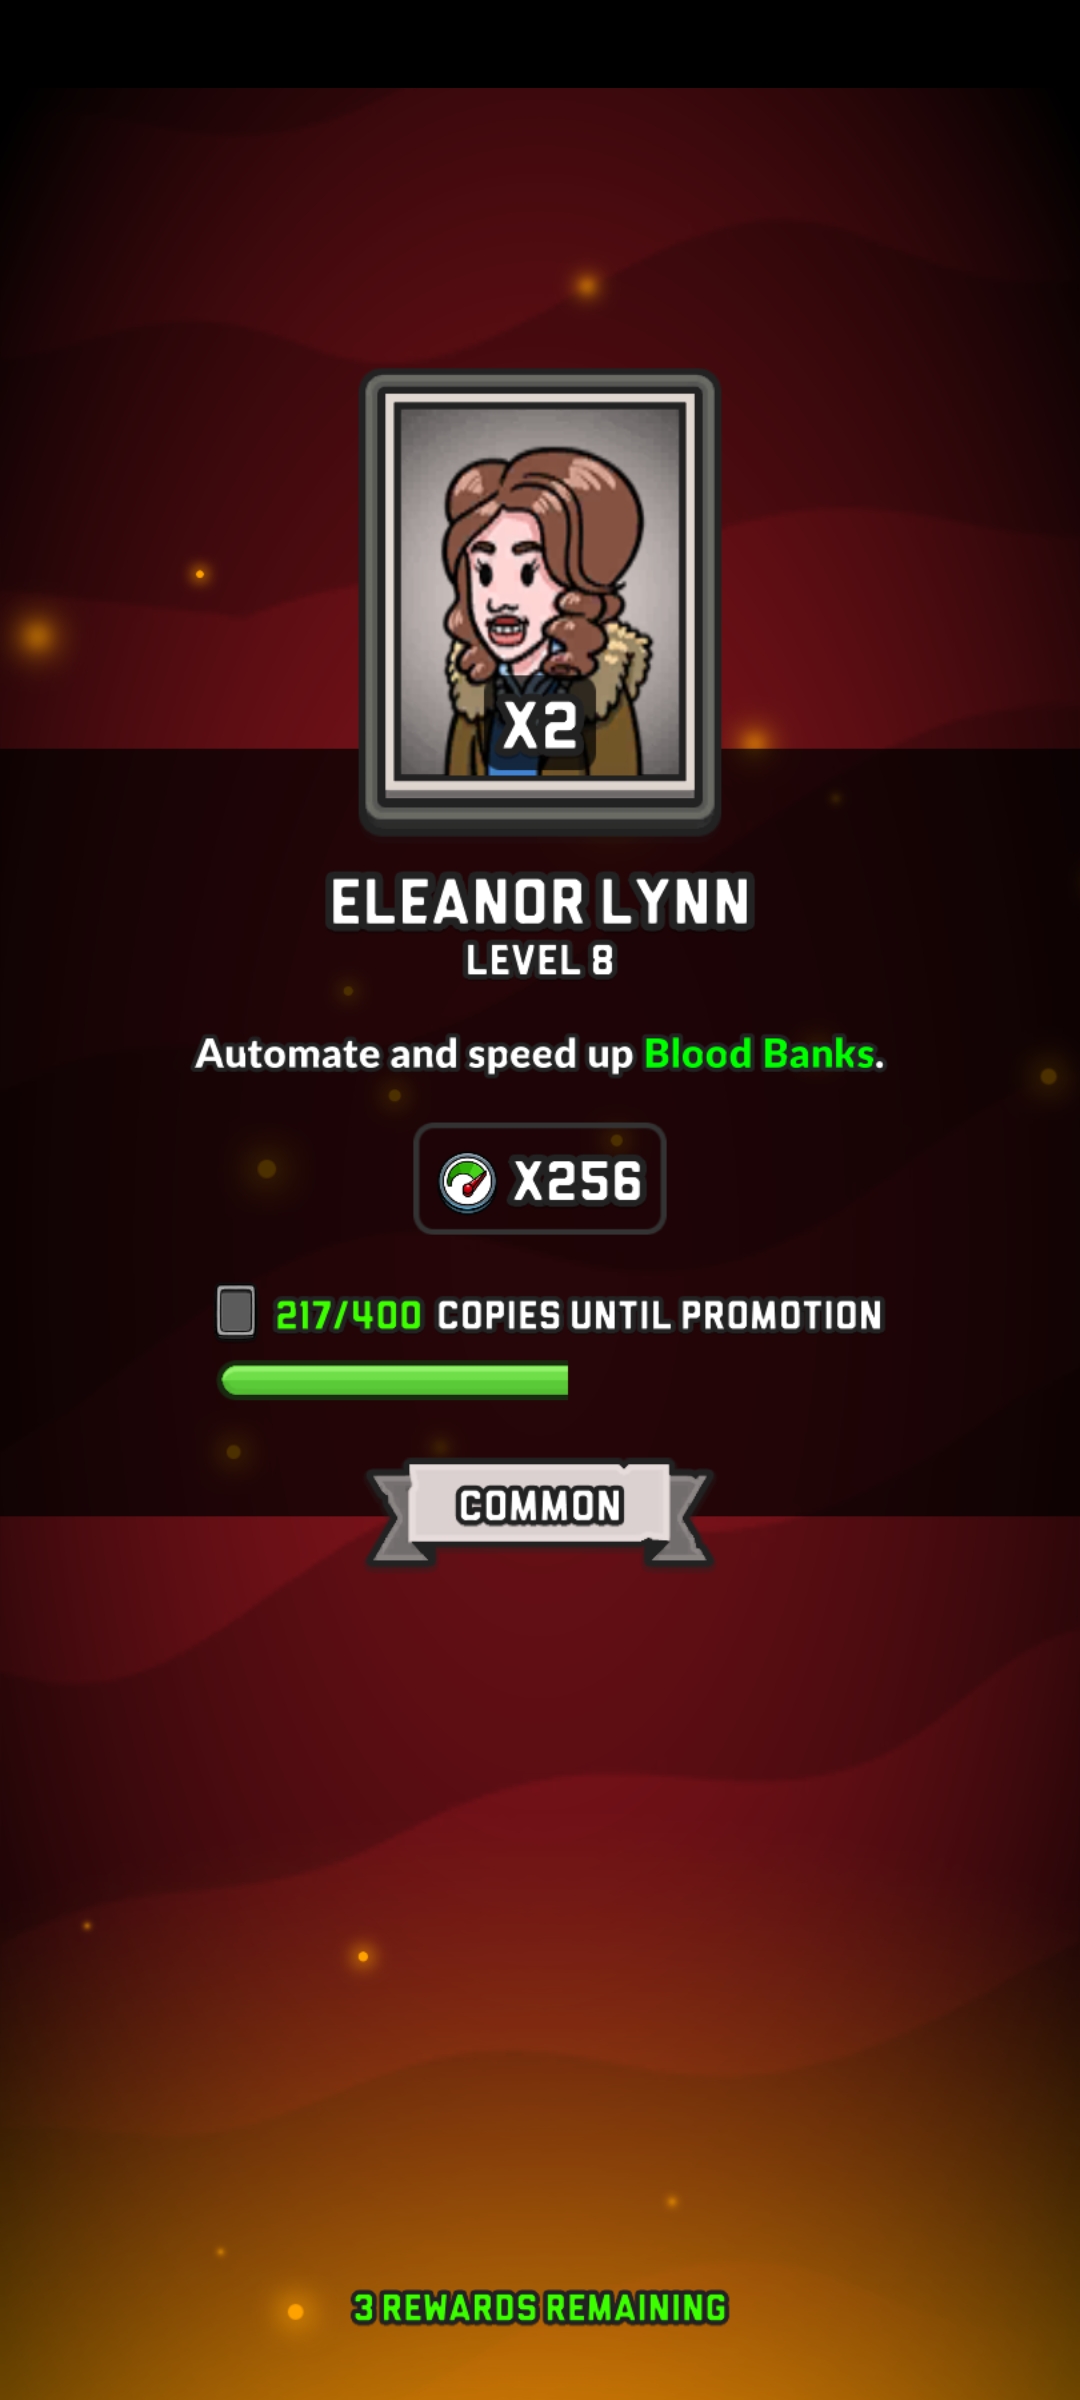 X2
ELEANOR LYNN
LEVEL 8
Automate and speed up Blood Banks.
X256
217/400 COPIES UNTIL PROMOTION
COMMON
3 REWARDS REMAINING